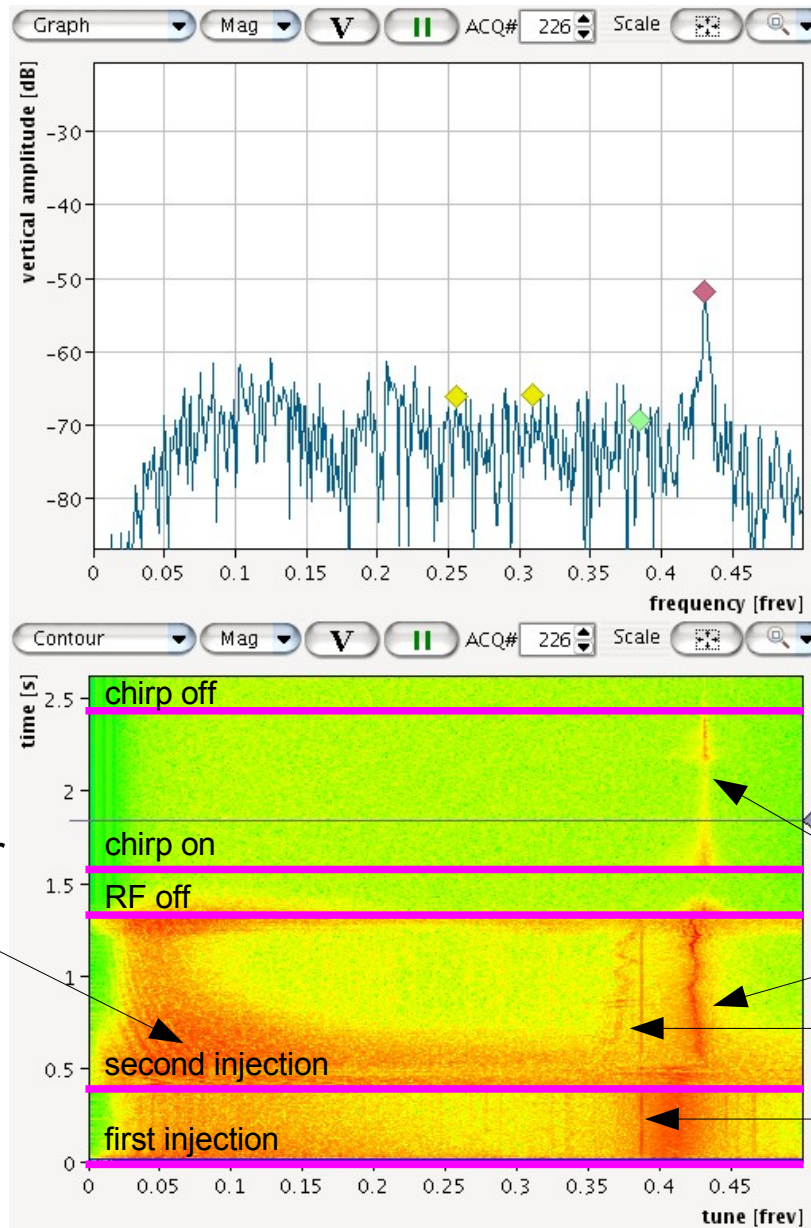 Graph Mag V ACQ# 226 Scale
vertical amplitude [dB]
-30
-40
-50
-60
-70
-80
0 0.05 0.1 0.15 0.2 0.25 0.3 0.35 0.4 0.45
frequency [frev]
Contour Mag V ACQ# 226 Scale
time [s]
2.5
chirp off
2
chirp on
1.5
RF off
1
second injection
0.5
first injection
0
0 0.05 0.1 0.15 0.2 0.25 0.3 0.35 0.4 0.45
tune [frev]